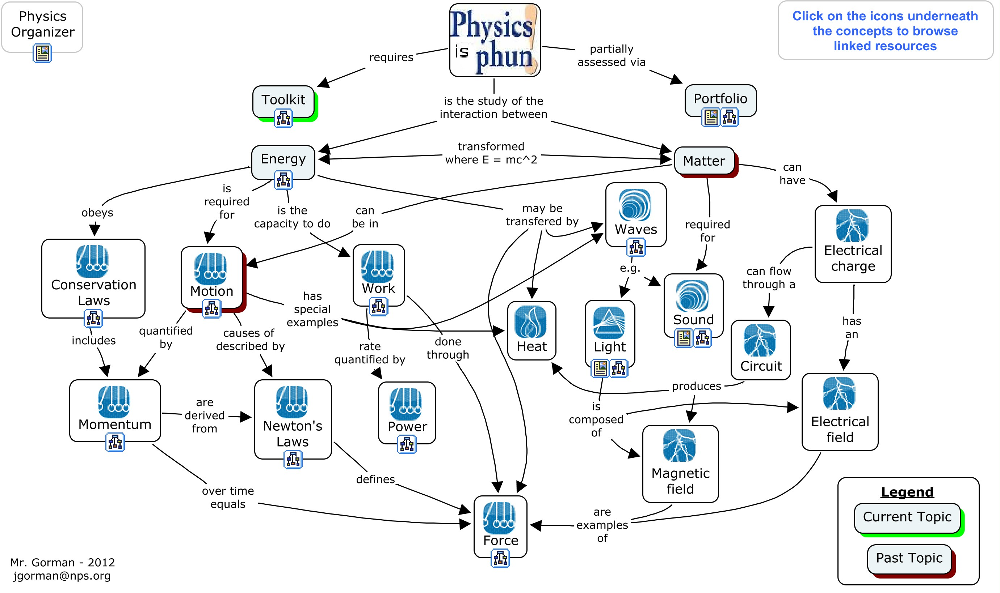 Physics
Organizer
Physics!
is phun!
Click on the icons underneath
the concepts to browse
linked resources
requires
partially
assessed via
Toolkit
is the study of the
interaction between
Portfolio
Energy
transformed
where E = mc^2
Matter
can
have
obeys
is
required
for
is the
capacity to do
can
be in
may be
transfered by
Waves
required
for
Electrical
charge
Conservation
Laws
Motion
Work
e.g.
can flow
through a
has
special
examples
Heat
Light
Sound
Circuit
has
an
includes
quantified
by
causes of
described by
rate
quantified by
done
through
produces
Momentum
are
derived
from
Newton's
Laws
Power
is
composed
of
Electrical
field
Magnetic
field
over time
equals
defines
Force
are
examples
of
Legend
Current Topic
Past Topic
Mr. Gorman - 2012
jgorman@nps.org